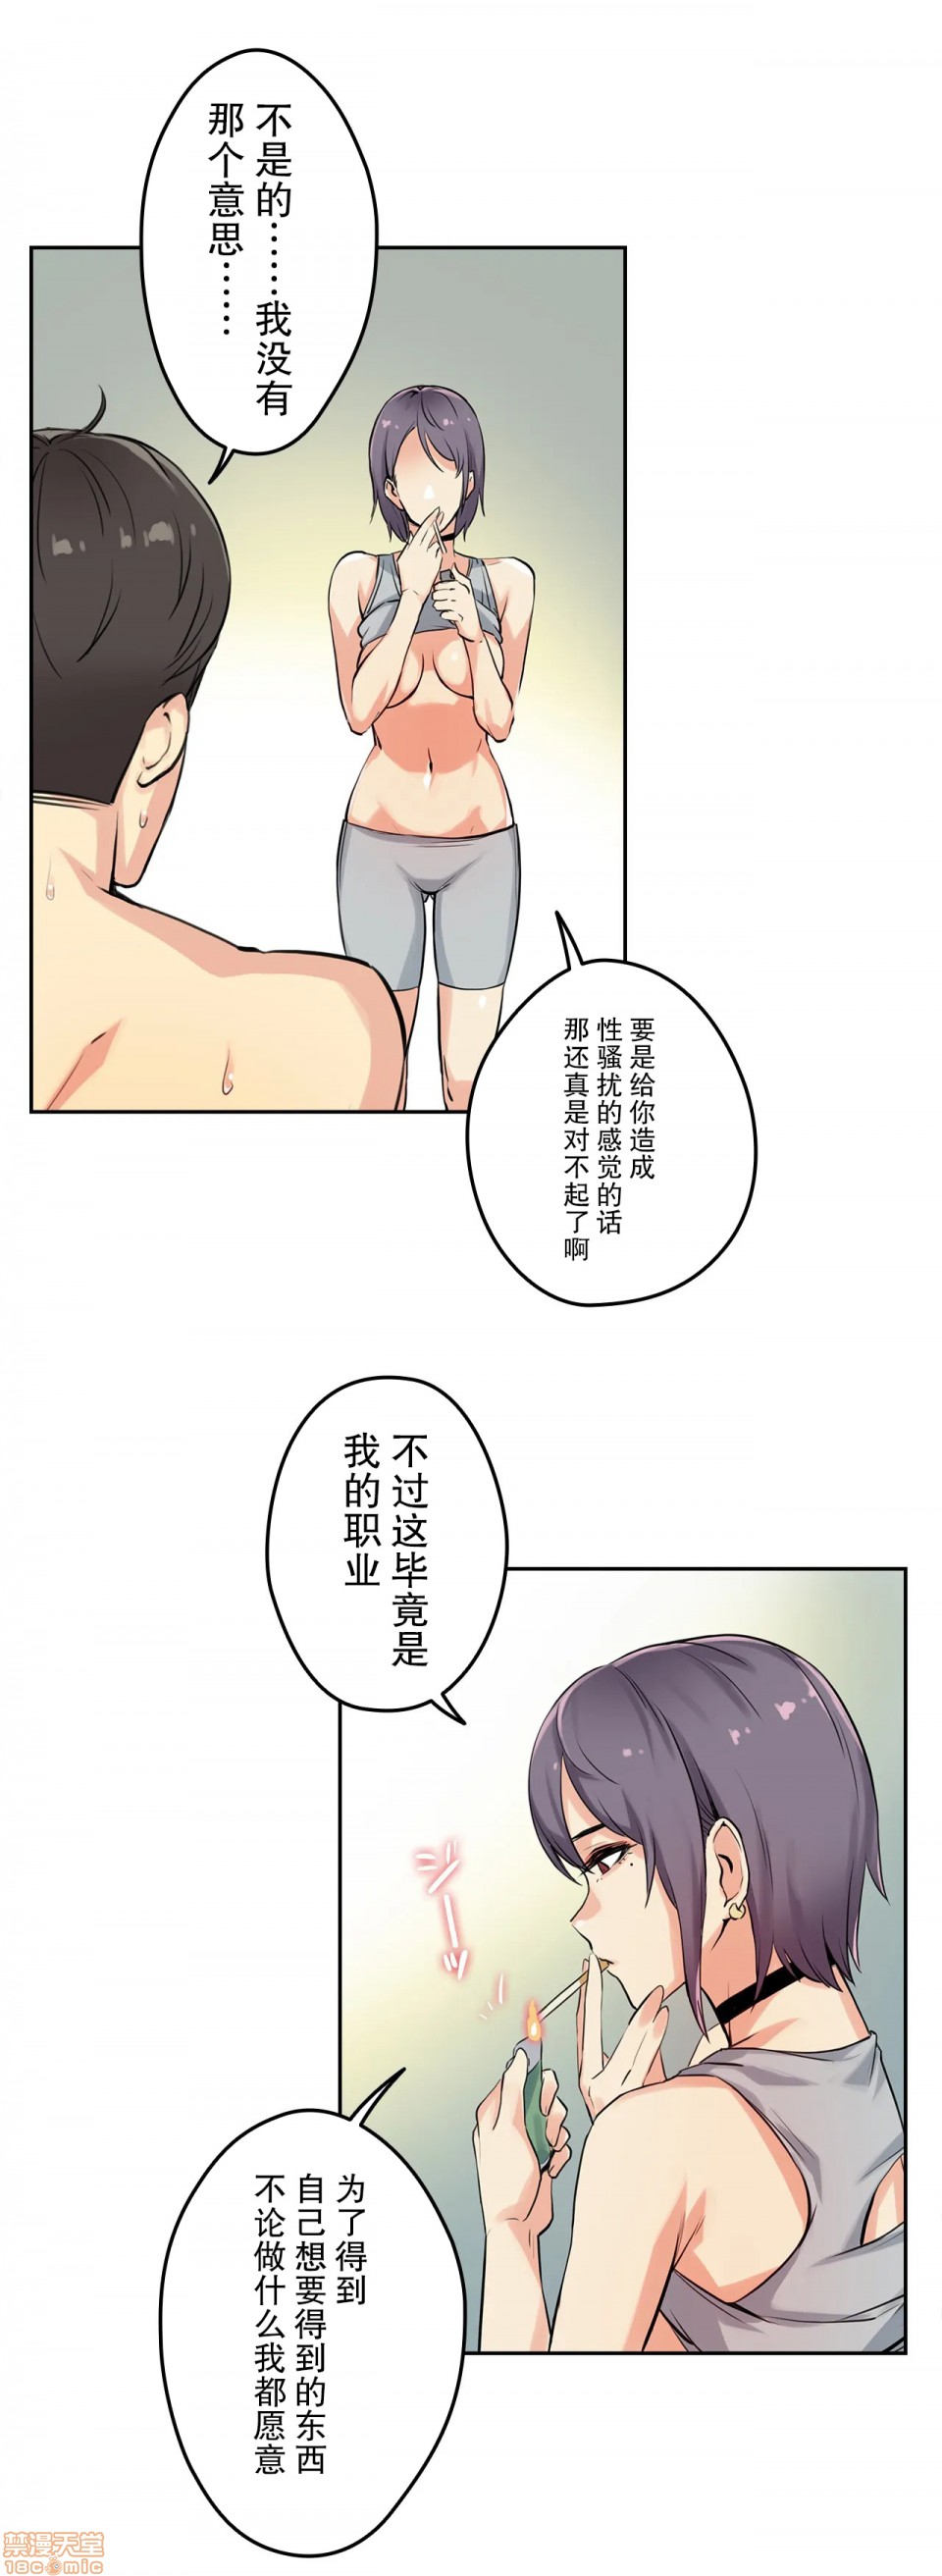 不是的……我没有
那个意思……
要是给你造成
性骚扰的感觉的话
那还真是对不起了啊
不过这毕竟是
我的职业
为了得到
自己想要得到的东西
不论做什么我都愿意
禁漫天堂
18comic